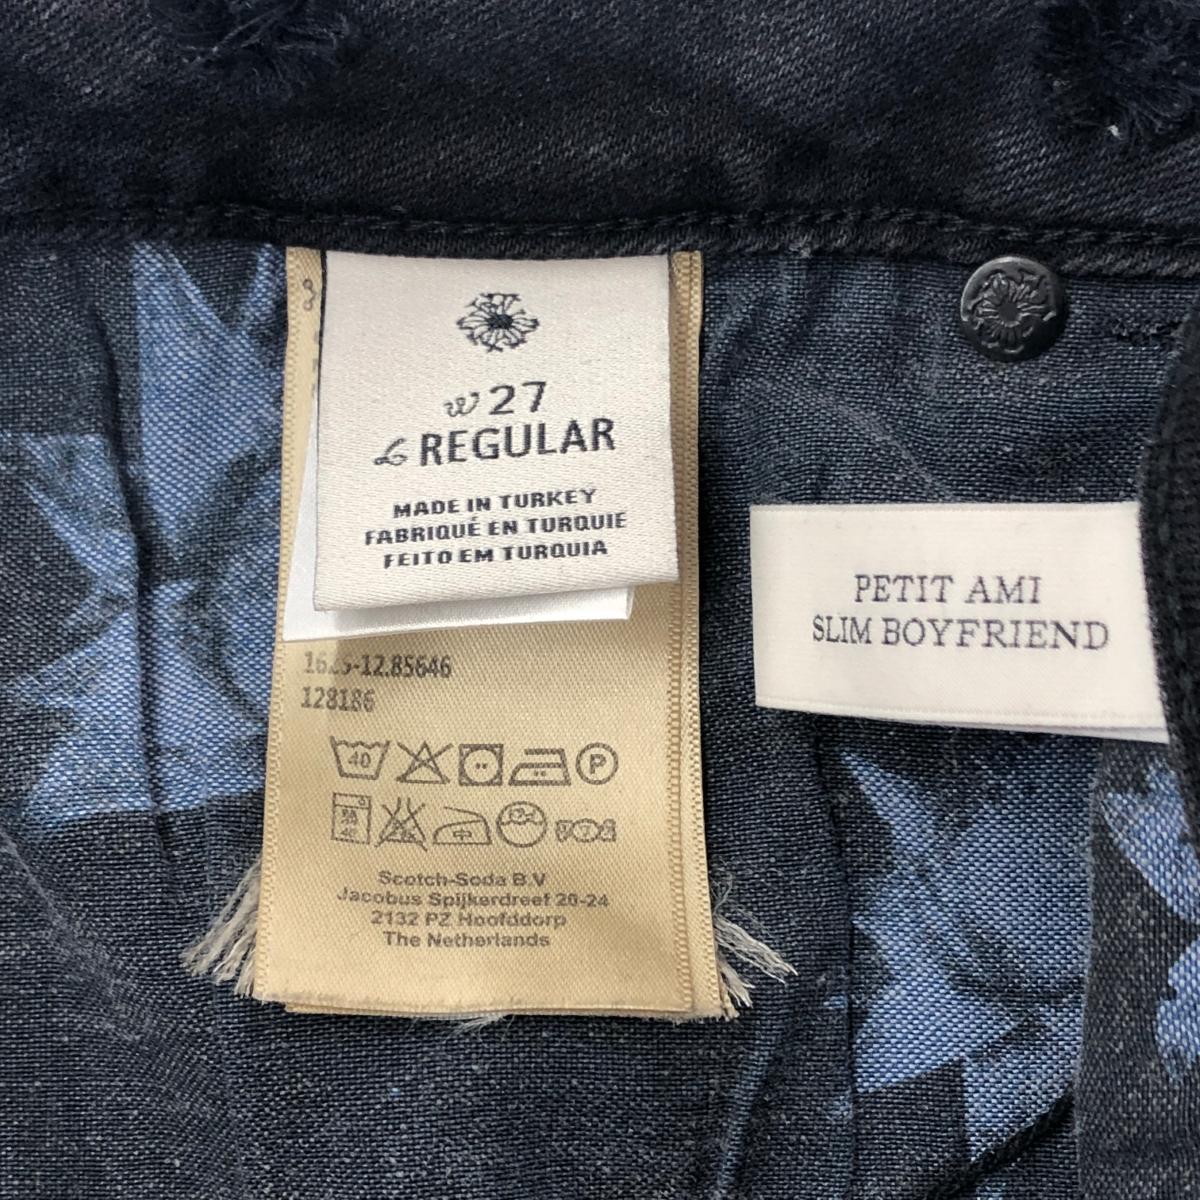 w 27
L REGULAR
MADE IN TURKEY
FABRIQUÉ EN TURQUIE
FEITO EM TURQUIA
PETIT AMI
SLIM BOYFRIEND
128186
40
P
Scotch-Soda B.V
Jacobus Spijkerdreef 20-24
2132 PZ Hoofddorp
The Netherlands